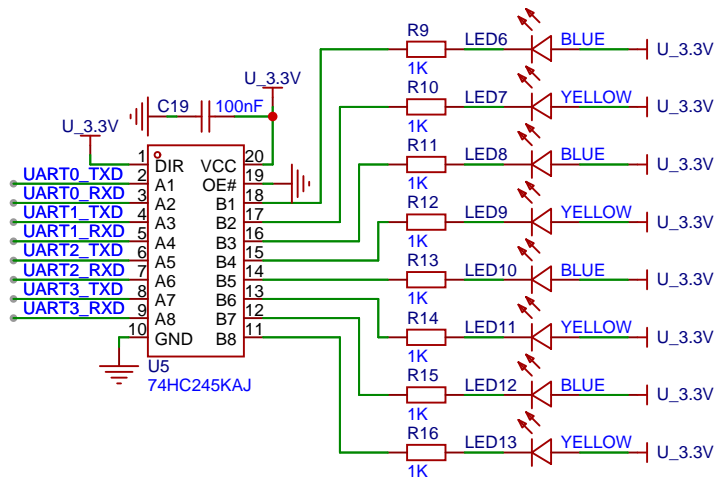 R9 LED6 BLUE U_3.3V
1K
U_3.3V
C19 100nF
R10 LED7 YELLOW U_3.3V
1K
U_3.3V
R11 LED8 BLUE U_3.3V
1K
1 DIR VCC 20
UART0_TXD 2 A1 OE# 19
UART0_RXD 3 A2 B1 18
UART1_TXD 4 A3 B2 17
UART1_RXD 5 A4 B3 16
UART2_TXD 6 A5 B4 15
UART2_RXD 7 A6 B5 14
UART3_TXD 8 A7 B6 13
UART3_RXD 9 A8 B7 12
10 GND B8 11
U5
74HC245KAJ
R12 LED9 YELLOW U_3.3V
1K
R13 LED10 BLUE U_3.3V
1K
R14 LED11 YELLOW U_3.3V
1K
R15 LED12 BLUE U_3.3V
1K
R16 LED13 YELLOW U_3.3V
1K